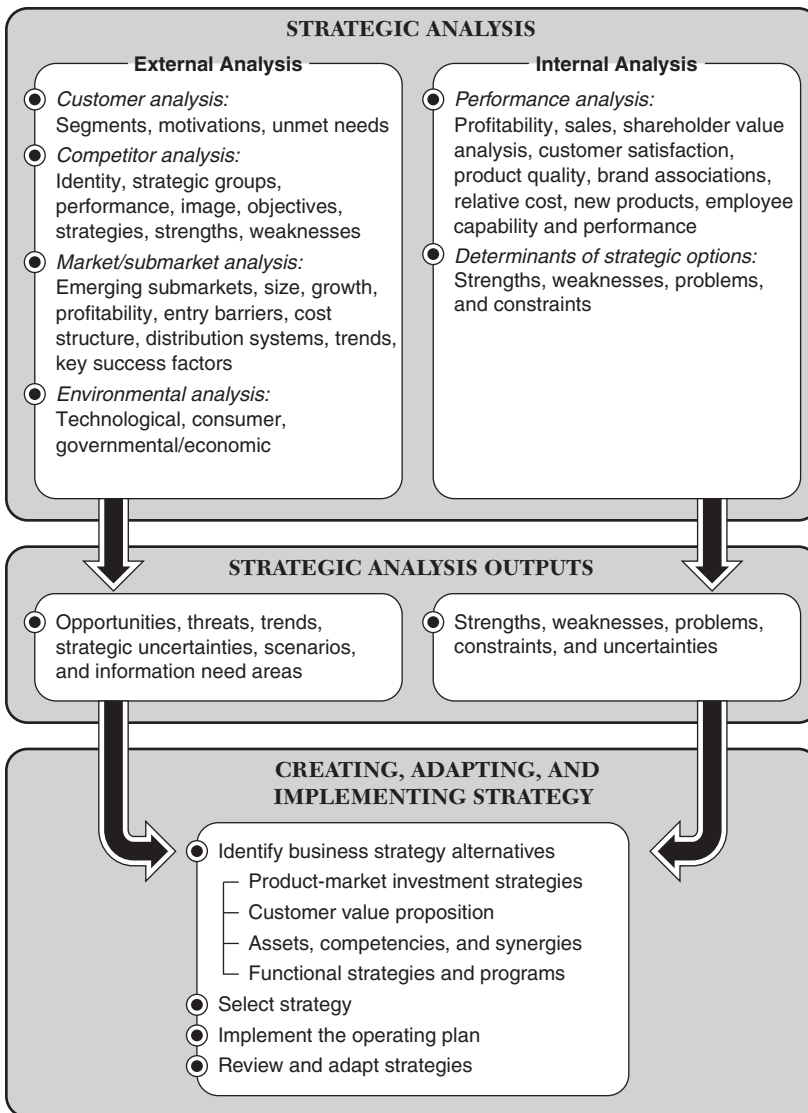 STRATEGIC ANALYSIS
External Analysis
Customer analysis:
Segments, motivations, unmet needs
Competitor analysis:
Identity, strategic groups,
performance, image, objectives,
strategies, strengths, weaknesses
Market/submarket analysis:
Emerging submarkets, size, growth,
profitability, entry barriers, cost
structure, distribution systems, trends,
key success factors
Environmental analysis:
Technological, consumer,
governmental/economic
Internal Analysis
Performance analysis:
Profitability, sales, shareholder value
analysis, customer satisfaction,
product quality, brand associations,
relative cost, new products, employee
capability and performance
Determinants of strategic options:
Strengths, weaknesses, problems,
and constraints
STRATEGIC ANALYSIS OUTPUTS
Opportunities, threats, trends,
strategic uncertainties, scenarios,
and information need areas
Strengths, weaknesses, problems,
constraints, and uncertainties
CREATING, ADAPTING, AND
IMPLEMENTING STRATEGY
Identify business strategy alternatives
Product-market investment strategies
Customer value proposition
Assets, competencies, and synergies
Functional strategies and programs
Select strategy
Implement the operating plan
Review and adapt strategies